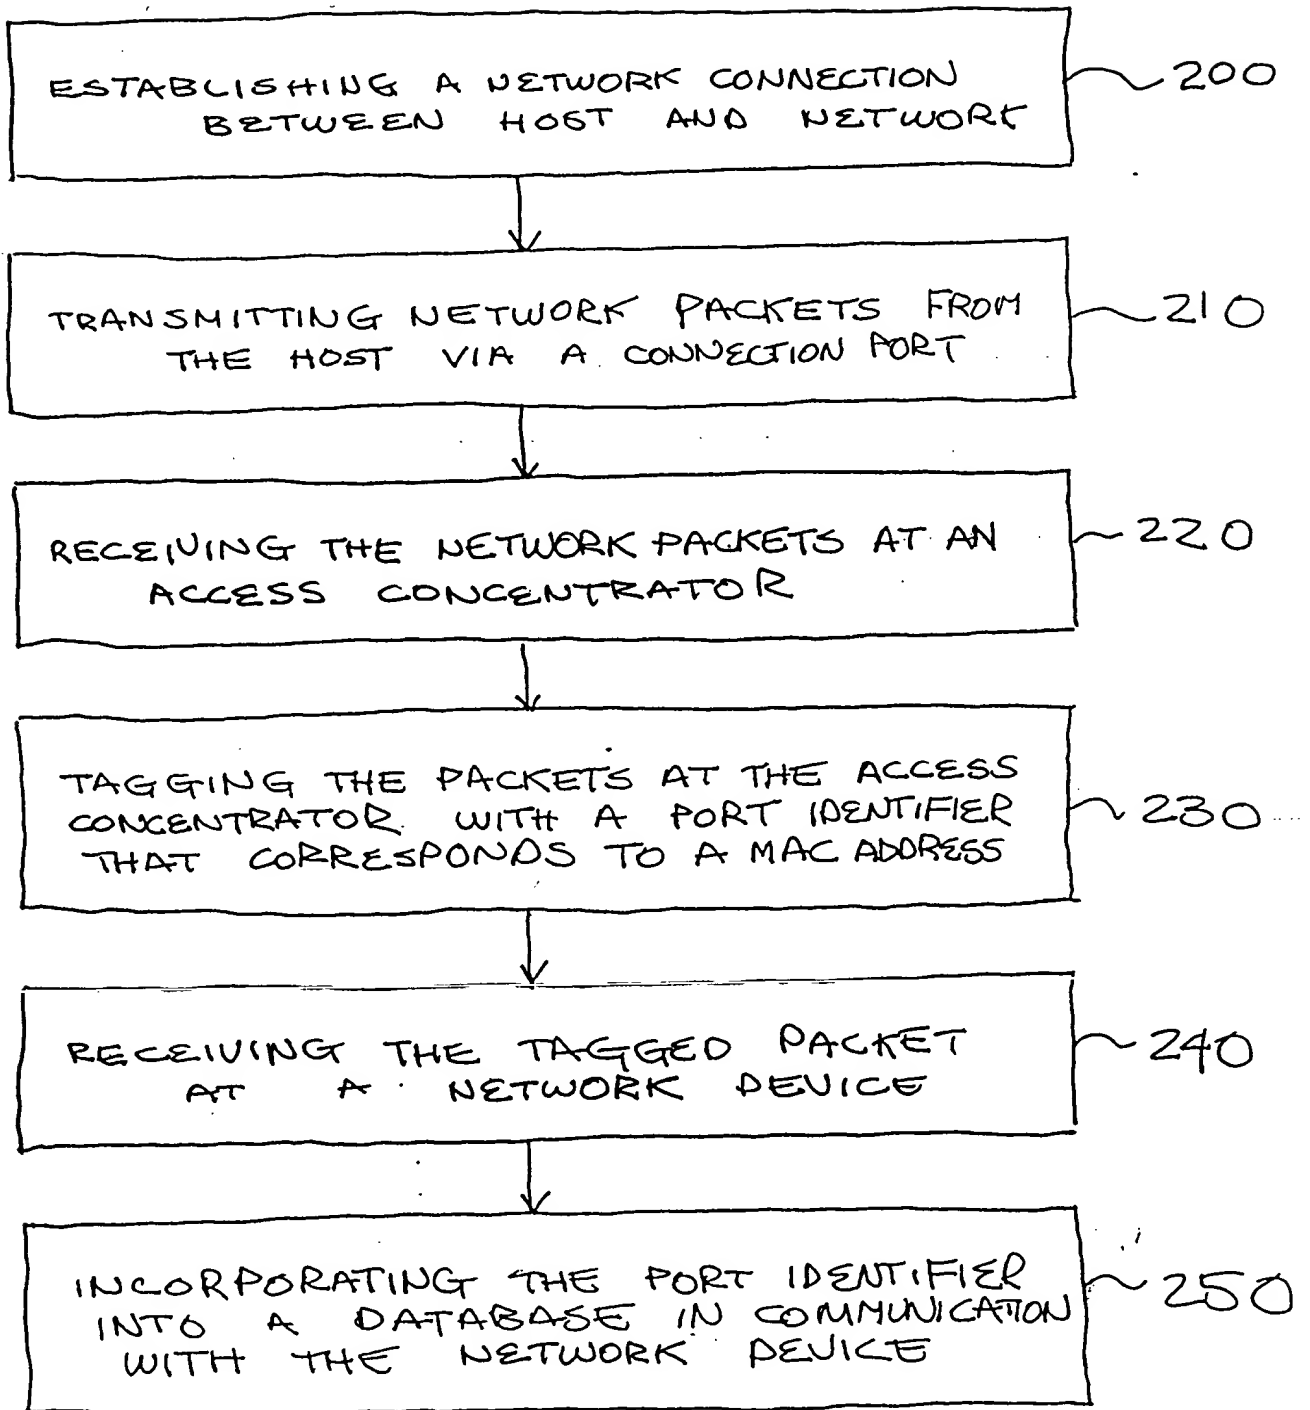 ESTABLISHING A NETWORK CONNECTION
BETWEEN HOST AND NETWORK
200
TRANSMITTING NETWORK PACKETS FROM
THE HOST VIA A CONNECTION PORT
210
RECEIVING THE NETWORK PACKETS AT AN
ACCESS CONCENTRATOR
220
TAGGING THE PACKETS AT THE ACCESS
CONCENTRATOR WITH A PORT IDENTIFIER
THAT CORRESPONDS TO A MAC ADDRESS
230
RECEIVING THE TAGGED PACKET
AT A NETWORK DEVICE
240
INCORPORATING THE PORT IDENTIFIER
INTO A DATABASE IN COMMUNICATION
WITH THE NETWORK DEVICE
250